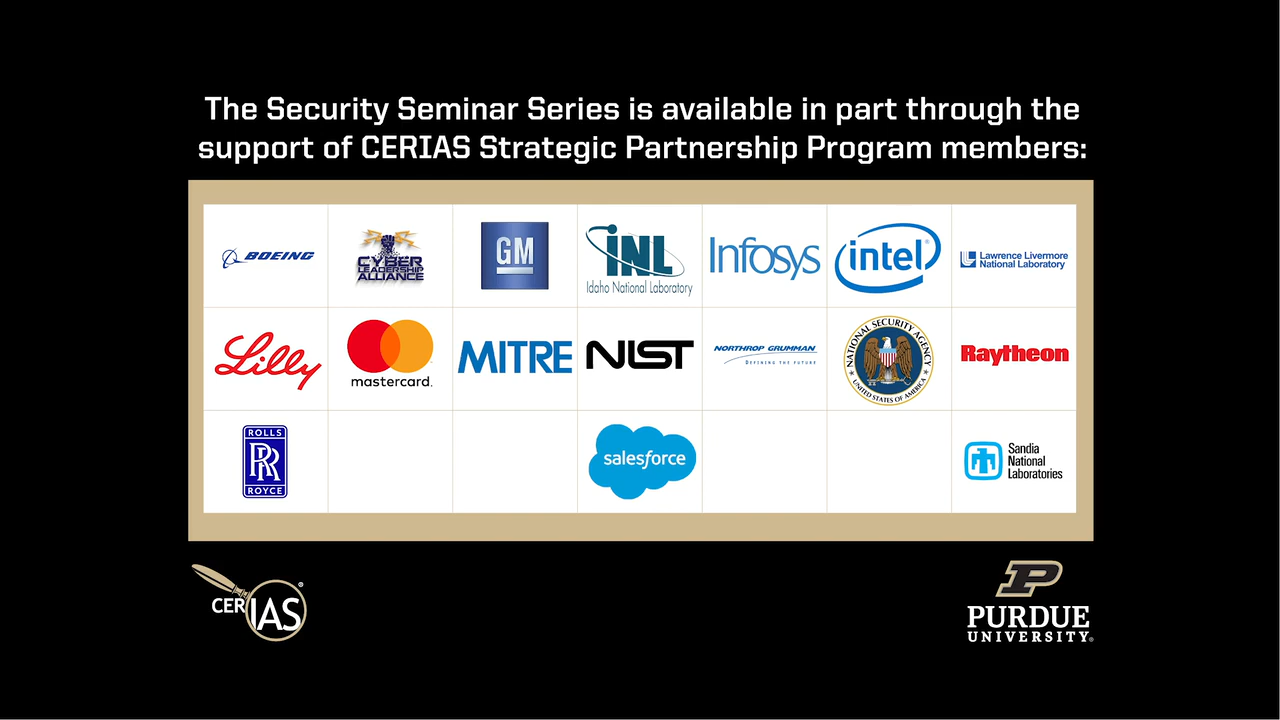 The Security Seminar Series is available in part through the
support of CERIAS Strategic Partnership Program members:
BOEING
CYBER
LEADERSHIP
ALLIANCE
GM
INL
Idaho National Laboratory
Infosys
intel®
Lawrence Livermore
National Laboratory
Lilly
mastercard.
MITRE
NIST
NORTHROP GRUMMAN
DEFINING THE FUTURE
NATIONAL SECURITY AGENCY
UNITED STATES OF AMERICA
Raytheon
ROLLS
RR
ROYCE
salesforce
Sandia
National
Laboratories
CERIAS®
P
PURDUE
UNIVERSITY®